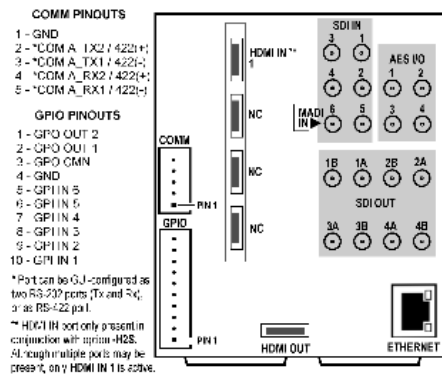 COMM PINOUTS
1 - GND
2 - *COM A_TX2 / 422(+)
3 - *COM A_TX1 / 422(-)
4 - *COM A_RX2 / 422(+)
5 - *COM A_RX1 / 422(-)
GPIO PINOUTS
1 - GPO OUT 2
2 - GPO OUT 1
3 - GPO CMN
4 - GND
5 - GPI IN 6
6 - GPI IN 5
7 - GPI IN 4
8 - GPI IN 3
9 - GPI IN 2
10 - GPI IN 1
* Port can be GUI-configured as
two RS-232 ports (Tx and Rx),
or as RS-422 port.
** HDMI IN port only present in
conjunction with option -H2S.
Although multiple ports may be
present, only HDMI IN 1 is active.
COMM
PIN 1
GPIO
PIN 1
HDMI IN **
1
NC
NC
NC
HDMI OUT
SDI IN
3 1
4 2
MADI
IN
6 5
AES I/O
1 2
3 4
1B 1A 2B 2A
SDI OUT
3A 3B 4A 4B
ETHERNET